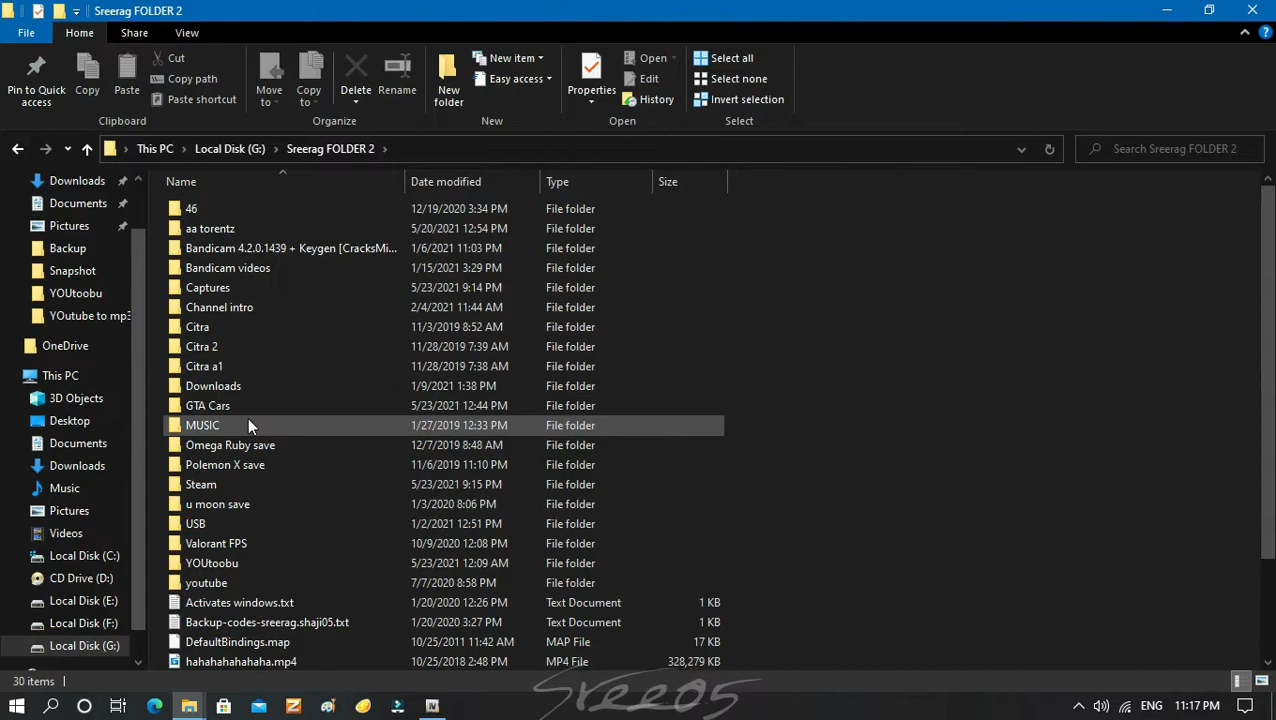 Sreerag FOLDER 2
File Home Share View
Pin to Quick access
Copy
Paste
Cut
Copy path
Paste shortcut
Move to
Copy to
Delete
Rename
New folder
New item
Easy access
Properties
Open
Edit
History
Select all
Select none
Invert selection
Clipboard Organize New Open Select
This PC Local Disk (G:) Sreerag FOLDER 2
Search Sreerag FOLDER 2
Downloads
Documents
Pictures
Backup
Snapshot
YOUtoobu
YOutube to mp3
OneDrive
This PC
3D Objects
Desktop
Documents
Downloads
Music
Pictures
Videos
Local Disk (C:)
CD Drive (D:)
Local Disk (E:)
Local Disk (F:)
Local Disk (G:)
Name Date modified Type Size
46 12/19/2020 3:34 PM File folder
aa torentz 5/20/2021 12:54 PM File folder
Bandicam 4.2.0.1439 + Keygen [CracksMi... 1/6/2021 11:03 PM File folder
Bandicam videos 1/15/2021 3:29 PM File folder
Captures 5/23/2021 9:14 PM File folder
Channel intro 2/4/2021 11:44 AM File folder
Citra 11/3/2019 8:52 AM File folder
Citra 2 11/28/2019 7:39 AM File folder
Citra a1 11/28/2019 7:38 AM File folder
Downloads 1/9/2021 1:38 PM File folder
GTA Cars 5/23/2021 12:44 PM File folder
MUSIC 1/27/2019 12:33 PM File folder
Omega Ruby save 12/7/2019 8:48 AM File folder
Polemon X save 11/6/2019 11:10 PM File folder
Steam 5/23/2021 9:15 PM File folder
u moon save 1/3/2020 8:06 PM File folder
USB 1/2/2021 12:51 PM File folder
Valorant FPS 10/9/2020 12:08 PM File folder
YOUtoobu 5/23/2021 12:09 AM File folder
youtube 7/7/2020 8:58 PM File folder
Activates windows.txt 1/20/2020 12:26 PM Text Document 1 KB
Backup-codes-sreerag.shaji05.txt 1/20/2020 3:27 PM Text Document 1 KB
DefaultBindings.map 10/25/2011 11:42 AM MAP File 17 KB
hahahahahahaha.mp4 10/25/2018 2:48 PM MP4 File 328,279 KB
30 items
Sree05
ENG 11:17 PM